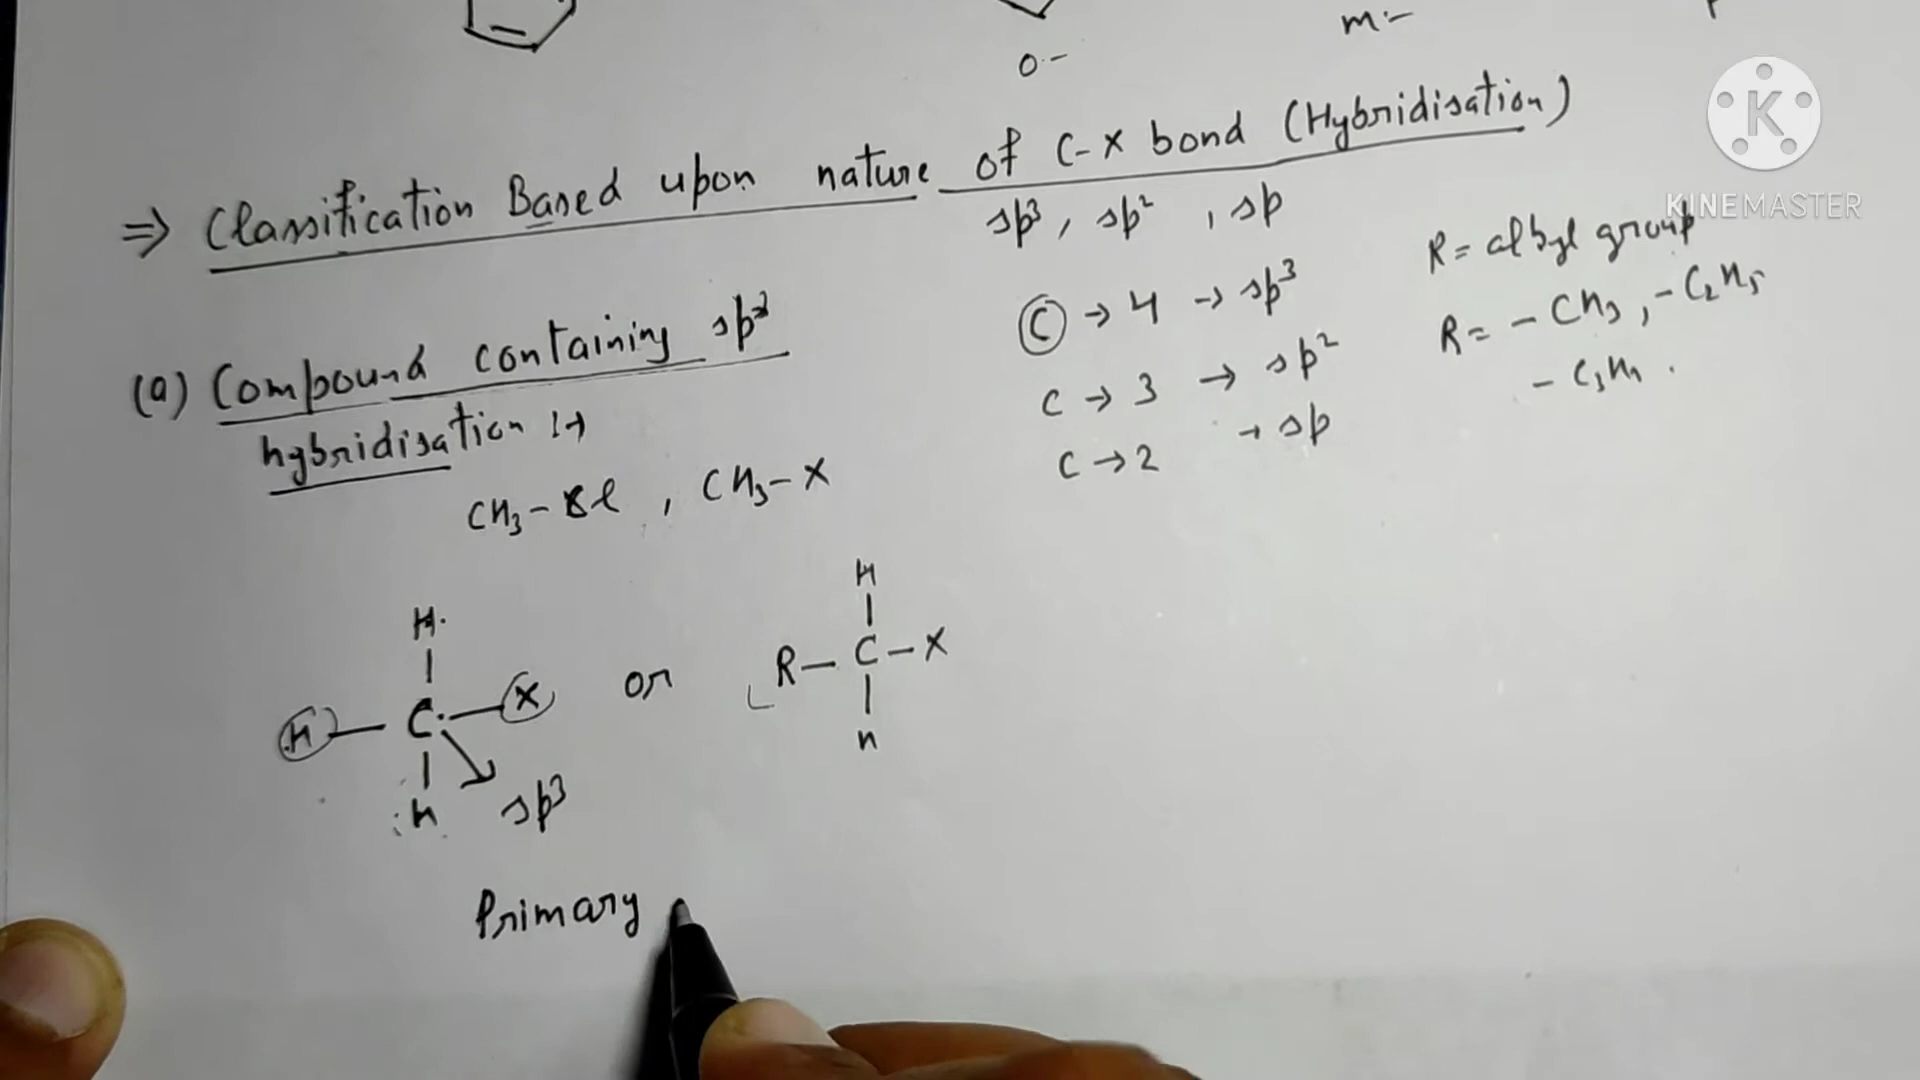 o:- m:-
⇒ Classification Based upon nature of C-X bond (Hybridisation)
sp³, sp², sp
(a) Compound containing sp³
hybridisation :→
CH₃-Cl, CH₃-X
C → 4 → sp³
C → 3 → sp²
C → 2 → sp
R = alkyl group
R = -CH₃, -C₂H₅
-C₃H₇.
H
H-C-X
H
sp³
or
H
R-C-X
H
Primary
K
KINEMASTER